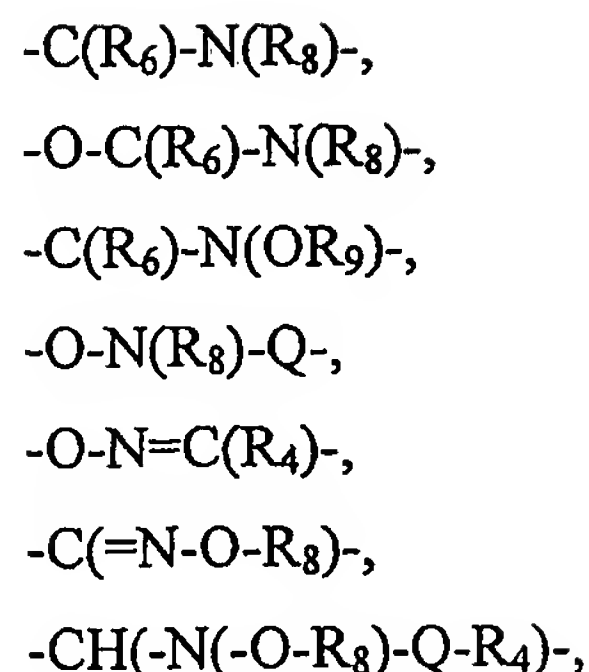 -C(R₆)-N(R₈)-,
-O-C(R₆)-N(R₈)-,
-C(R₆)-N(OR₉)-,
-O-N(R₈)-Q-,
-O-N=C(R₄)-,
-C(=N-O-R₈)-,
-CH(-N(-O-R₈)-Q-R₄)-,